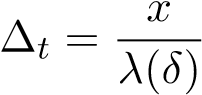 Δ_t = x / λ(δ)